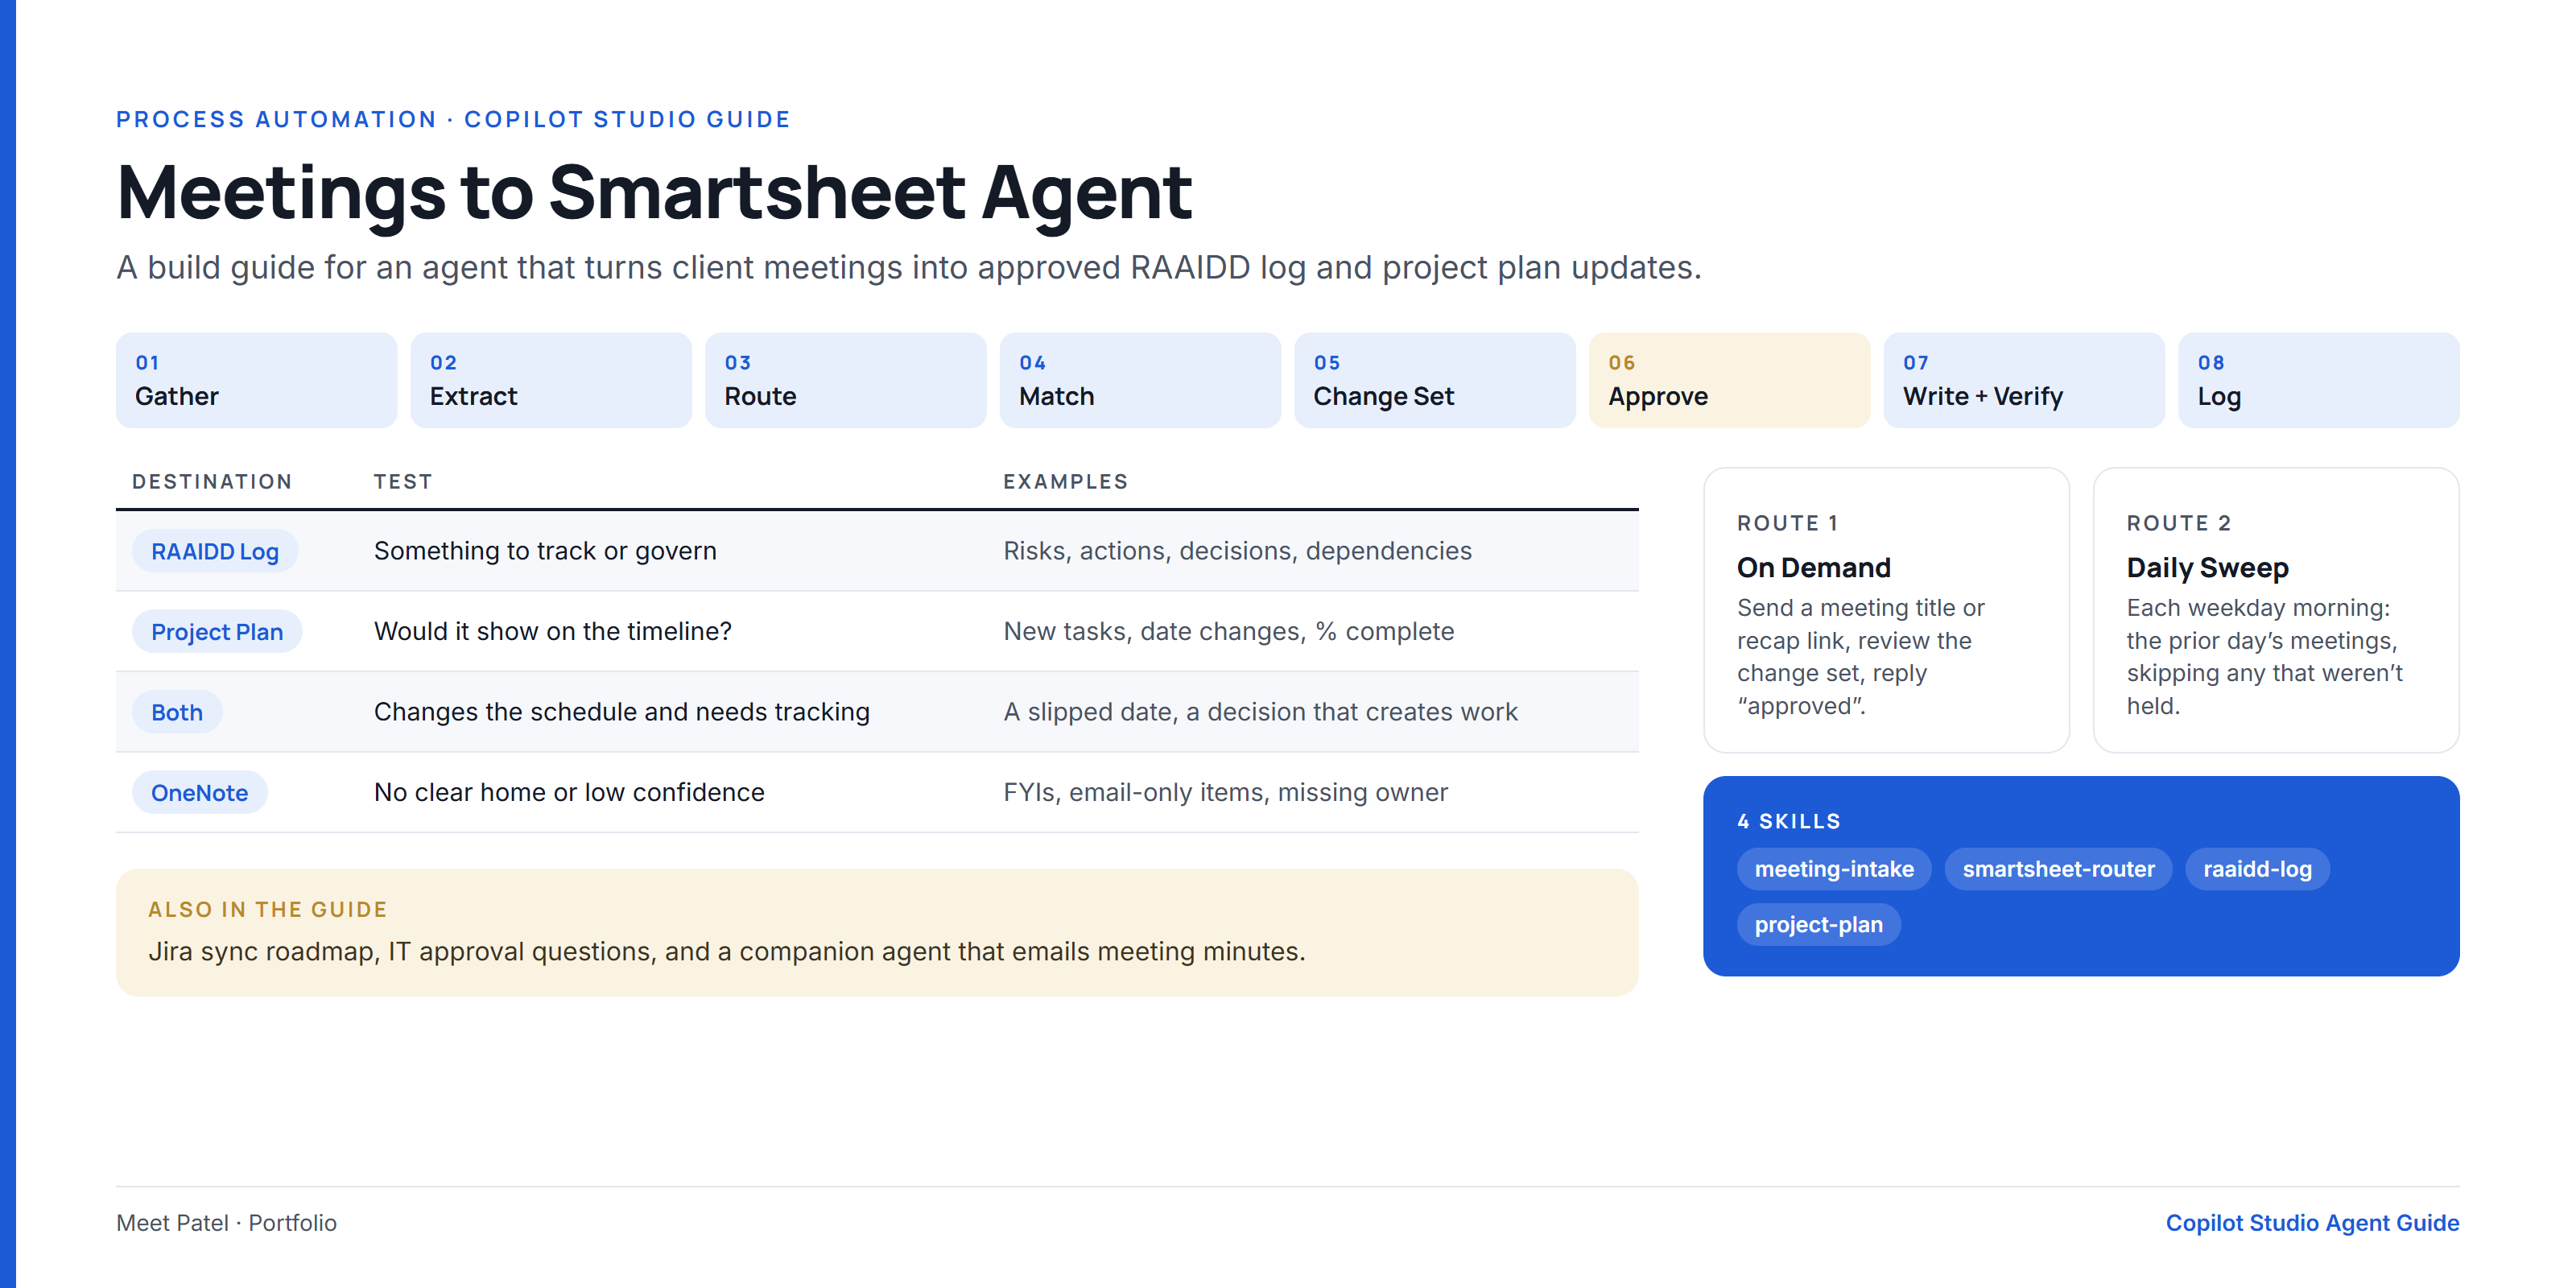 PROCESS AUTOMATION · COPILOT STUDIO GUIDE
Meetings to Smartsheet Agent
A build guide for an agent that turns client meetings into approved RAAIDD log and project plan updates.
01
Gather
02
Extract
03
Route
04
Match
05
Change Set
06
Approve
07
Write + Verify
08
Log
DESTINATION TEST EXAMPLES
RAAIDD Log Something to track or govern Risks, actions, decisions, dependencies
Project Plan Would it show on the timeline? New tasks, date changes, % complete
Both Changes the schedule and needs tracking A slipped date, a decision that creates work
OneNote No clear home or low confidence FYIs, email-only items, missing owner
ALSO IN THE GUIDE
Jira sync roadmap, IT approval questions, and a companion agent that emails meeting minutes.
ROUTE 1
On Demand
Send a meeting title or
recap link, review the
change set, reply
“approved”.
ROUTE 2
Daily Sweep
Each weekday morning:
the prior day’s meetings,
skipping any that weren’t
held.
4 SKILLS
meeting-intake smartsheet-router raaidd-log
project-plan
Meet Patel · Portfolio
Copilot Studio Agent Guide